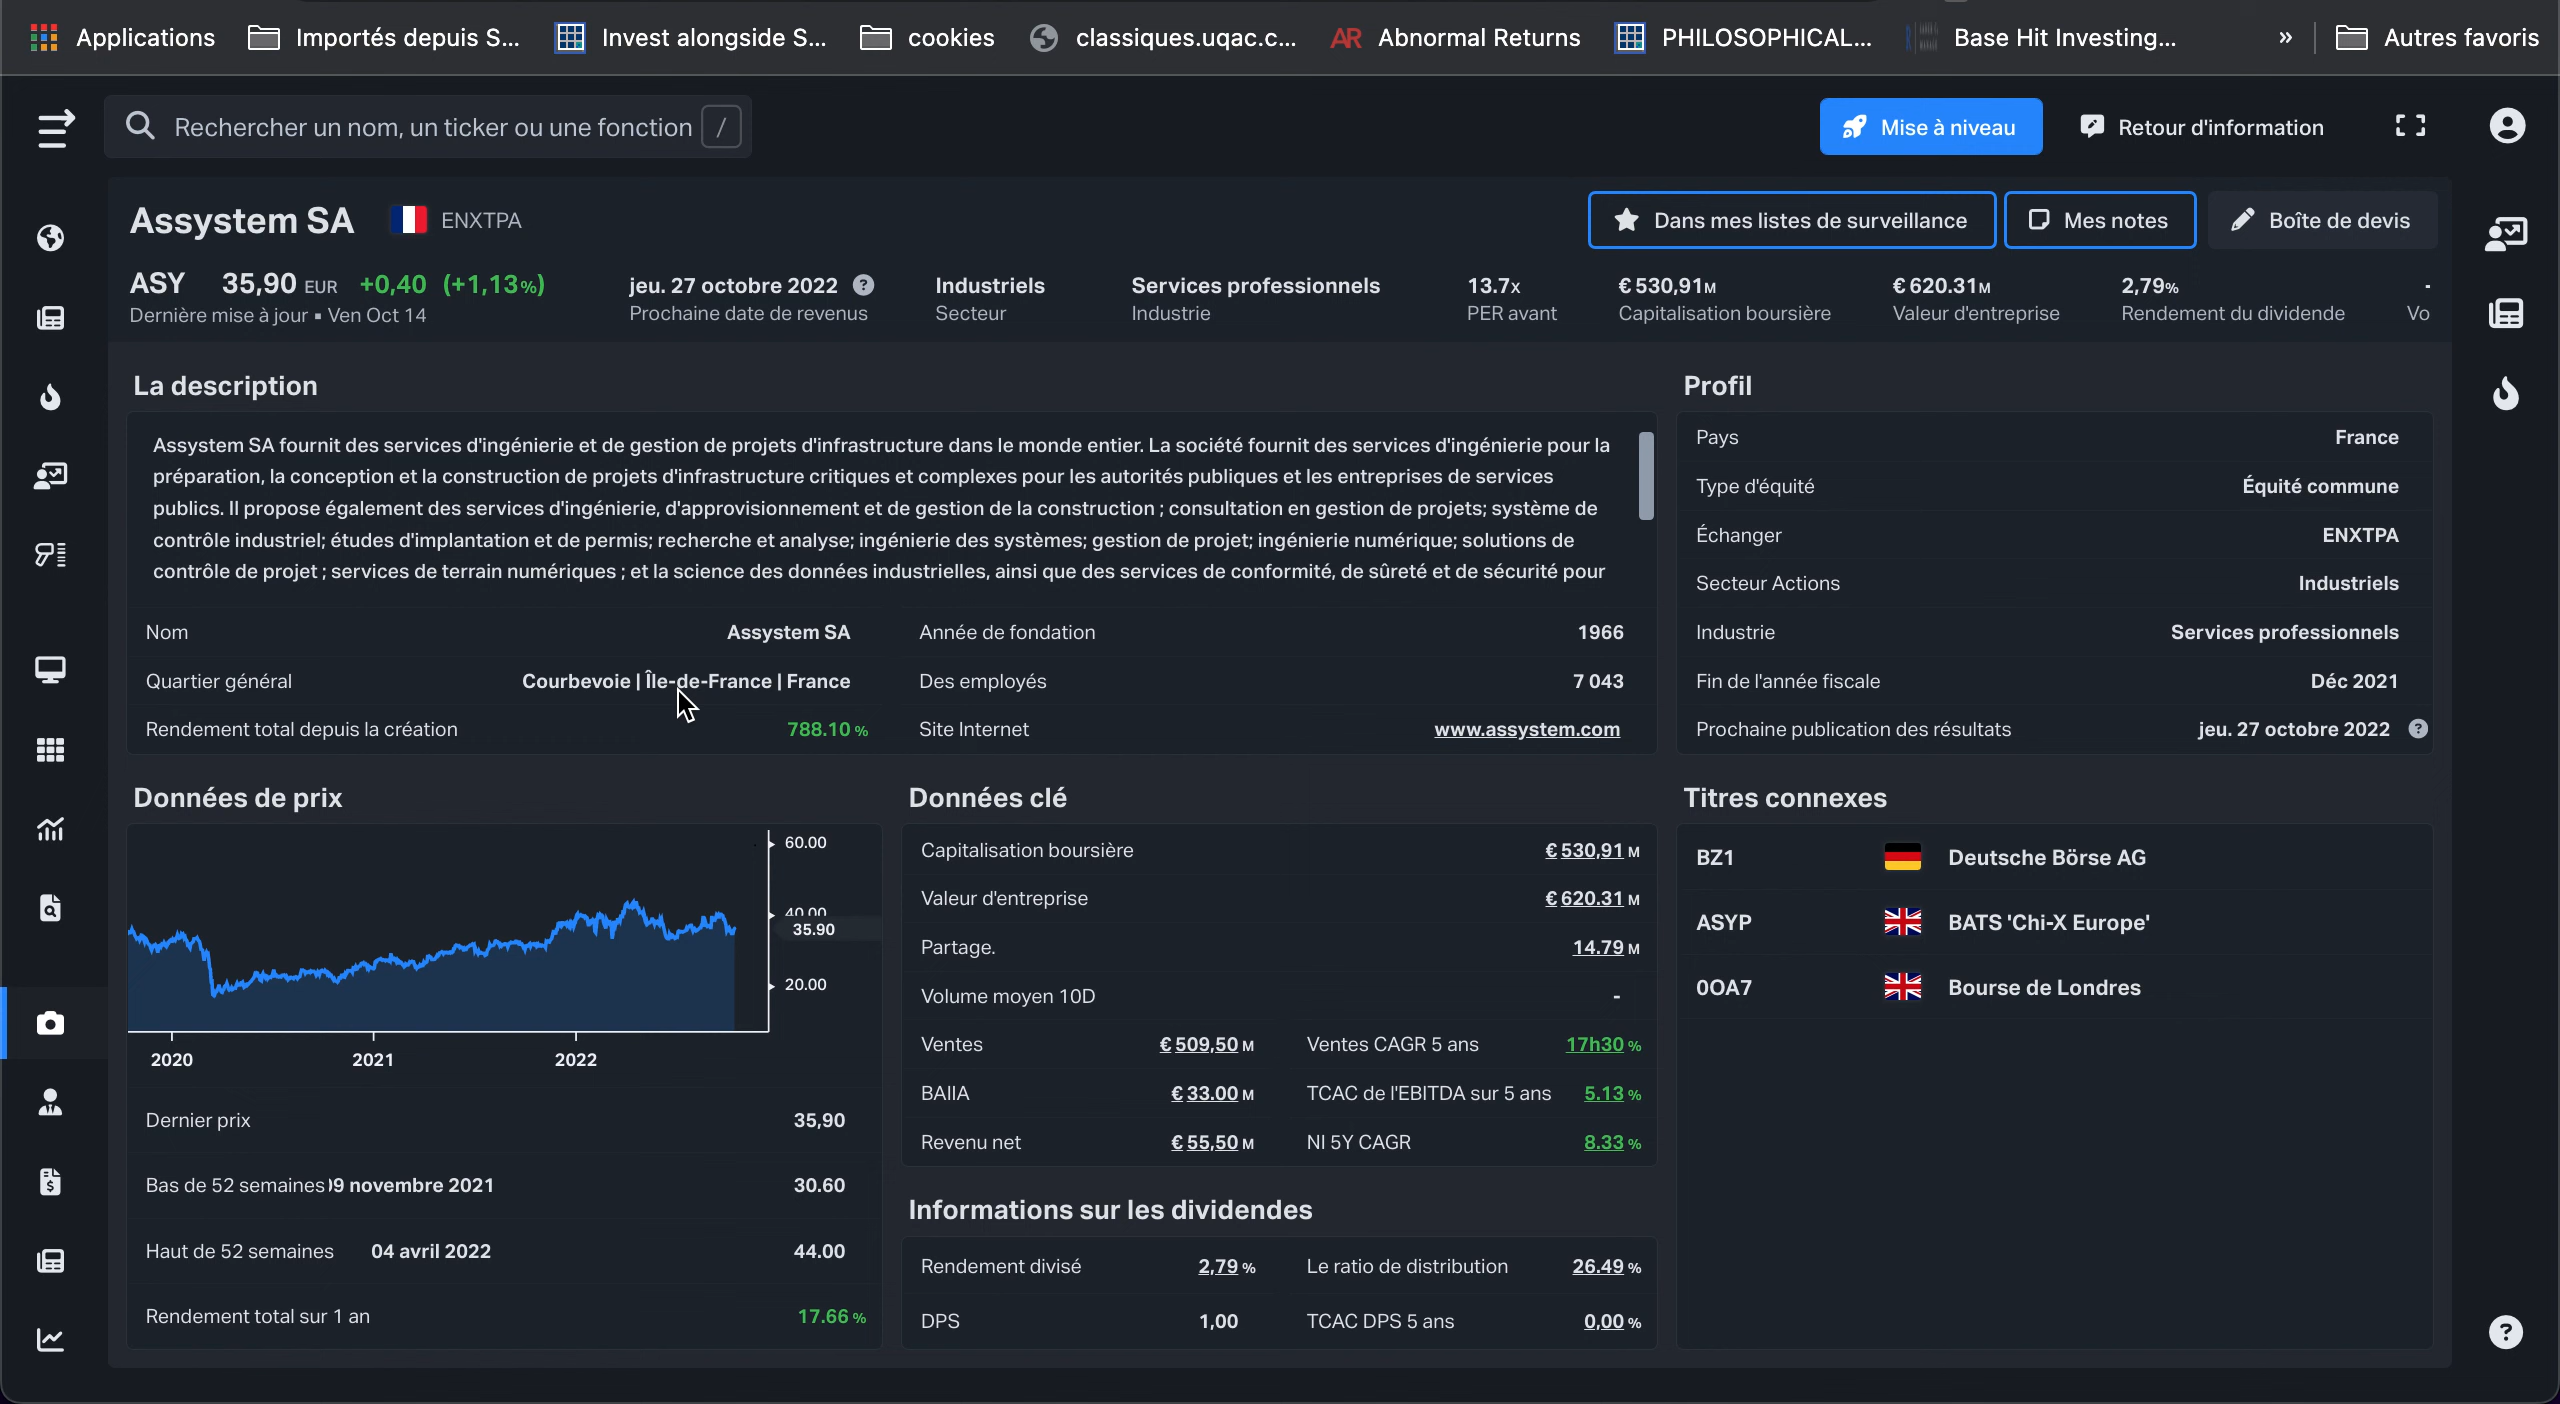 Applications
Importés depuis S...
Invest alongside S...
cookies
classiques.uqac.c...
AR Abnormal Returns
PHILOSOPHICAL...
Base Hit Investing...
»
Autres favoris
Rechercher un nom, un ticker ou une fonction /
Mise à niveau
Retour d'information
Assystem SA ENXTPA
Dans mes listes de surveillance
Mes notes
Boîte de devis
ASY 35,90 EUR +0,40 (+1,13%)
Dernière mise à jour ▪ Ven Oct 14
jeu. 27 octobre 2022 ?
Prochaine date de revenus
Industriels
Secteur
Services professionnels
Industrie
13.7x
PER avant
€ 530,91M
Capitalisation boursière
€ 620.31M
Valeur d'entreprise
2,79%
Rendement du dividende
-
Vo
La description
Assystem SA fournit des services d'ingénierie et de gestion de projets d'infrastructure dans le monde entier. La société fournit des services d'ingénierie pour la
préparation, la conception et la construction de projets d'infrastructure critiques et complexes pour les autorités publiques et les entreprises de services
publics. Il propose également des services d'ingénierie, d'approvisionnement et de gestion de la construction ; consultation en gestion de projets; système de
contrôle industriel; études d'implantation et de permis; recherche et analyse; ingénierie des systèmes; gestion de projet; ingénierie numérique; solutions de
contrôle de projet ; services de terrain numériques ; et la science des données industrielles, ainsi que des services de conformité, de sûreté et de sécurité pour
Nom Assystem SA
Année de fondation 1966
Quartier général Courbevoie | Île-de-France | France
Des employés 7 043
Rendement total depuis la création 788.10 %
Site Internet www.assystem.com
Profil
Pays France
Type d'équité Équité commune
Échanger ENXTPA
Secteur Actions Industriels
Industrie Services professionnels
Fin de l'année fiscale Déc 2021
Prochaine publication des résultats jeu. 27 octobre 2022 ?
Données de prix
60.00
40.00
35.90
20.00
2020 2021 2022
Dernier prix 35,90
Bas de 52 semaines 9 novembre 2021 30.60
Haut de 52 semaines 04 avril 2022 44.00
Rendement total sur 1 an 17.66 %
Données clé
Capitalisation boursière € 530,91 M
Valeur d'entreprise € 620.31 M
Partage. 14.79 M
Volume moyen 10D -
Ventes € 509,50 M Ventes CAGR 5 ans 17h30 %
BAIIA € 33.00 M TCAC de l'EBITDA sur 5 ans 5.13 %
Revenu net € 55,50 M NI 5Y CAGR 8.33 %
Informations sur les dividendes
Rendement divisé 2,79 % Le ratio de distribution 26.49 %
DPS 1,00 TCAC DPS 5 ans 0,00 %
Titres connexes
BZ1 Deutsche Börse AG
ASYP BATS 'Chi-X Europe'
0OA7 Bourse de Londres
?